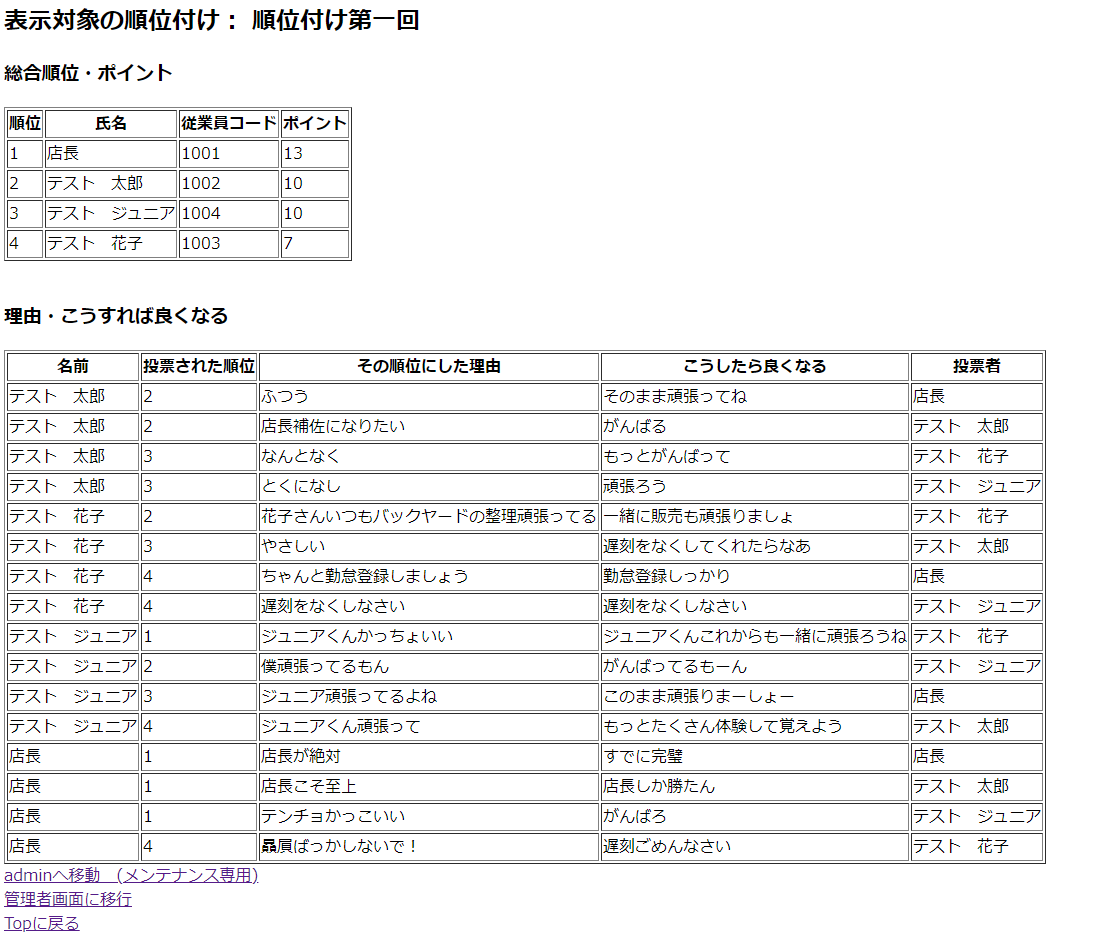 表示対象の順位付け： 順位付け第一回
総合順位・ポイント
順位 氏名 従業員コード ポイント
1 店長 1001 13
2 テスト　太郎 1002 10
3 テスト　ジュニア 1004 10
4 テスト　花子 1003 7
理由・こうすれば良くなる
名前 投票された順位 その順位にした理由 こうしたら良くなる 投票者
テスト　太郎 2 ふつう そのまま頑張ってね 店長
テスト　太郎 2 店長補佐になりたい がんばる テスト　太郎
テスト　太郎 3 なんとなく もっとがんばって テスト　花子
テスト　太郎 3 とくになし 頑張ろう テスト　ジュニア
テスト　花子 2 花子さんいつもバックヤードの整理頑張ってる 一緒に販売も頑張りましょ テスト　花子
テスト　花子 3 やさしい 遅刻をなくしてくれたらなあ テスト　太郎
テスト　花子 4 ちゃんと勤怠登録しましょう 勤怠登録しっかり 店長
テスト　花子 4 遅刻をなくしなさい 遅刻をなくしなさい テスト　ジュニア
テスト　ジュニア 1 ジュニアくんかっちょいい ジュニアくんこれからも一緒に頑張ろうね テスト　花子
テスト　ジュニア 2 僕頑張ってるもん がんばってるもーん テスト　ジュニア
テスト　ジュニア 3 ジュニア頑張ってるよね このまま頑張りまーしょー 店長
テスト　ジュニア 4 ジュニアくん頑張って もっとたくさん体験して覚えよう テスト　太郎
店長 1 店長が絶対 すでに完璧 店長
店長 1 店長こそ至上 店長しか勝たん テスト　太郎
店長 1 テンチョかっこいい がんばろ テスト　ジュニア
店長 4 贔屓ばっかしないで！ 遅刻ごめんなさい テスト　花子
adminへ移動　(メンテナンス専用)
管理者画面に移行
Topに戻る